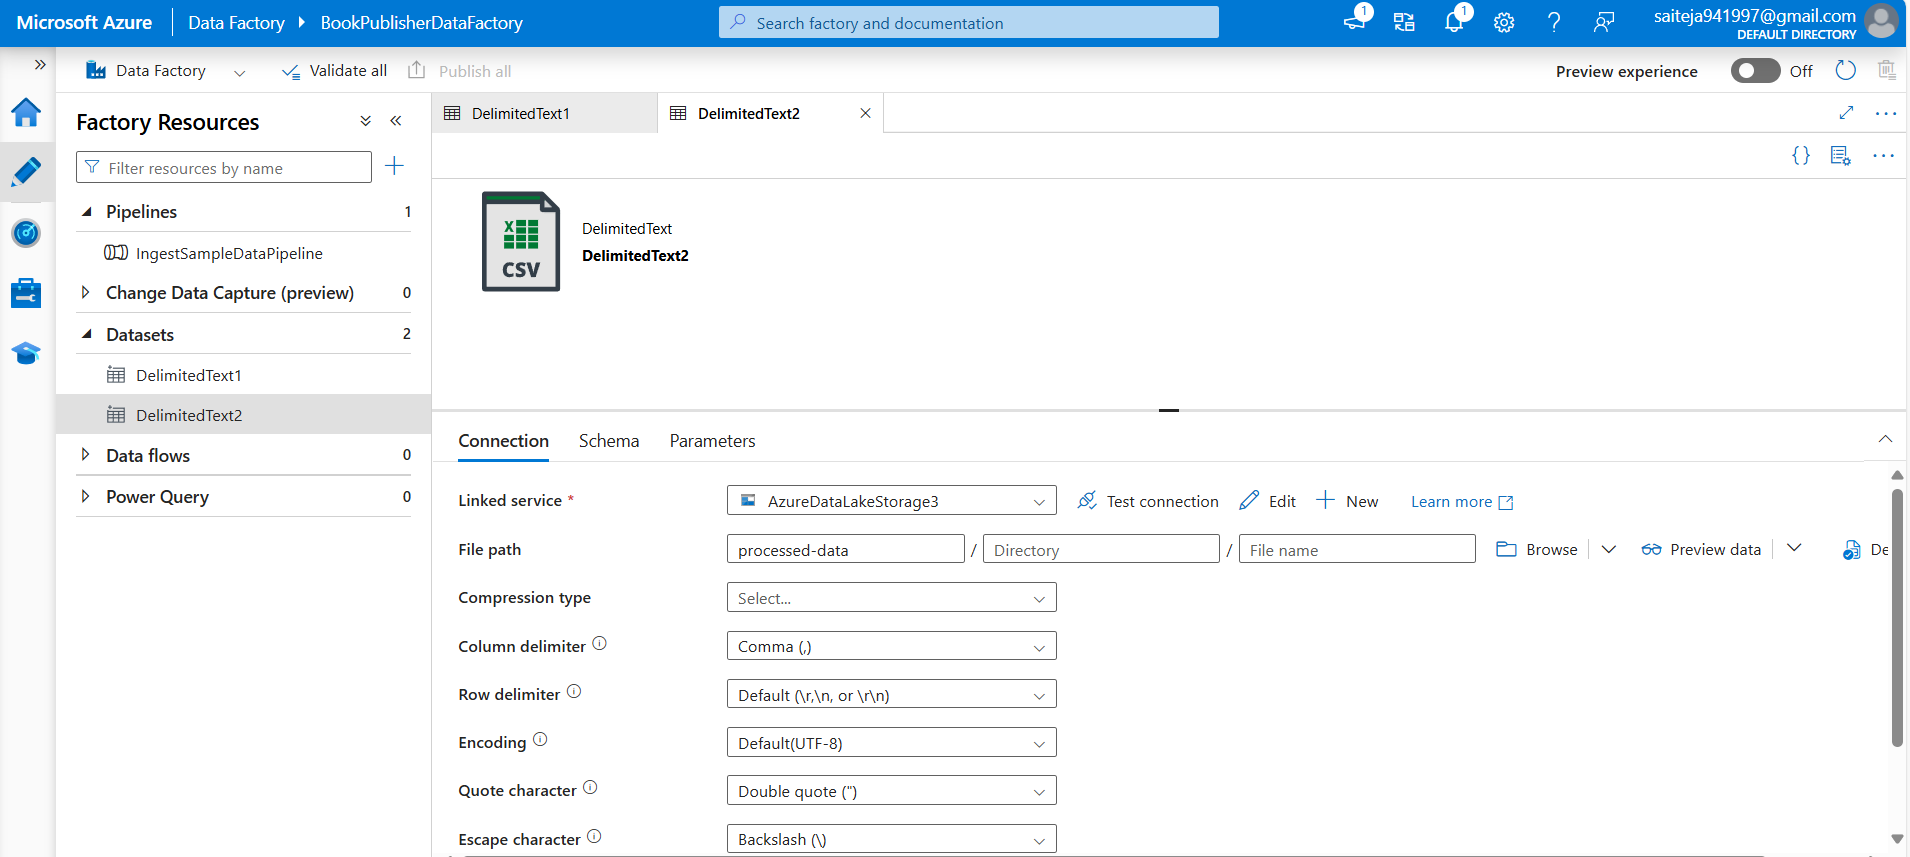 Microsoft Azure Data Factory BookPublisherDataFactory Search factory and documentation 1 1 saiteja941997@gmail.com
DEFAULT DIRECTORY
Data Factory Validate all Publish all Preview experience Off
Factory Resources
Filter resources by name
Pipelines 1
IngestSampleDataPipeline
Change Data Capture (preview) 0
Datasets 2
DelimitedText1
DelimitedText2
Data flows 0
Power Query 0
DelimitedText1 DelimitedText2
{}
X
CSV
DelimitedText
DelimitedText2
Connection Schema Parameters
Linked service * AzureDataLakeStorage3 Test connection Edit New Learn more
File path processed-data / Directory / File name Browse Preview data De
Compression type Select...
Column delimiter Comma (,)
Row delimiter Default (\r,\n, or \r\n)
Encoding Default(UTF-8)
Quote character Double quote (")
Escape character Backslash (\)